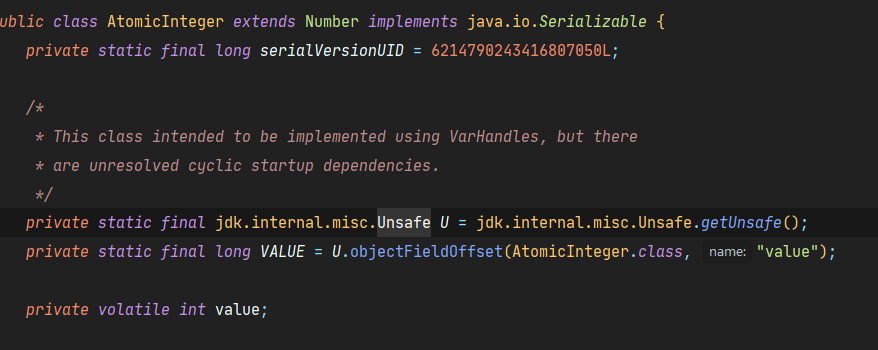 ublic class AtomicInteger extends Number implements java.io.Serializable {
private static final long serialVersionUID = 6214790243416807050L;
/*
* This class intended to be implemented using VarHandles, but there
* are unresolved cyclic startup dependencies.
*/
private static final jdk.internal.misc.Unsafe U = jdk.internal.misc.Unsafe.getUnsafe();
private static final long VALUE = U.objectFieldOffset(AtomicInteger.class, name: "value");
private volatile int value;